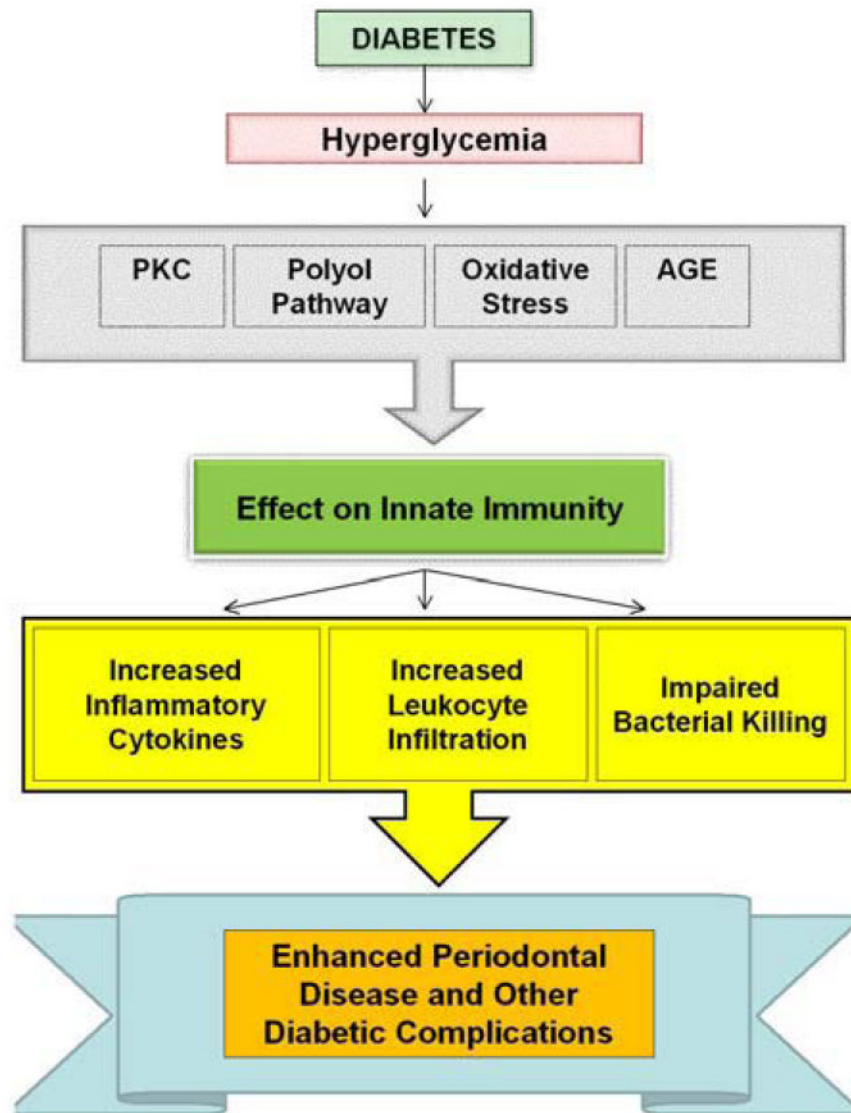 DIABETES
Hyperglycemia
PKC
Polyol
Pathway
Oxidative
Stress
AGE
Effect on Innate Immunity
Increased
Inflammatory
Cytokines
Increased
Leukocyte
Infiltration
Impaired
Bacterial Killing
Enhanced Periodontal
Disease and Other
Diabetic Complications